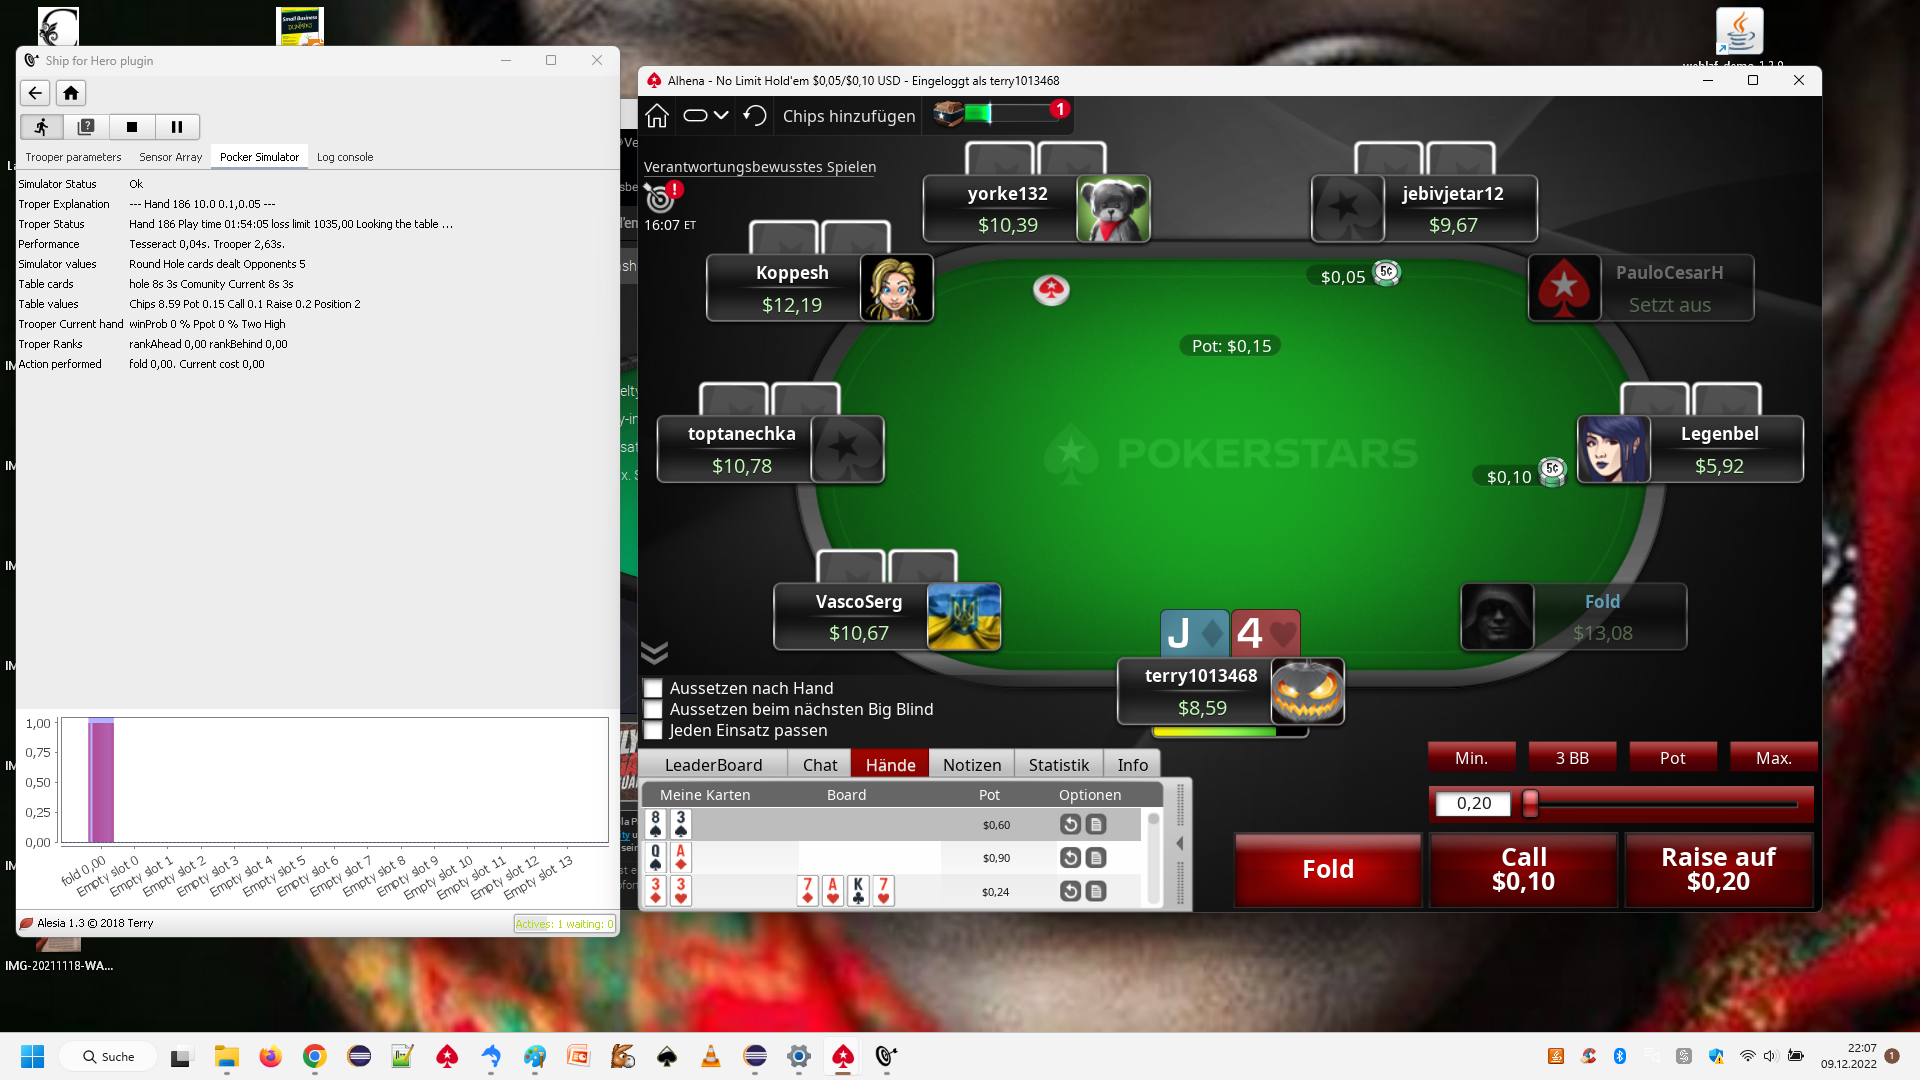 Small Business
DUMMIES
Ship for Hero plugin
Trooper parameters
Sensor Array
Pocker Simulator
Log console
Simulator Status Ok
Troper Explanation --- Hand 186 10.0 0.1,0.05 ---
Troper Status Hand 186 Play time 01:54:05 loss limit 1035,00 Looking the table ...
Performance Tesseract 0,04s. Trooper 2,63s.
Simulator values Round Hole cards dealt Opponents 5
Table cards hole 8s 3s Comunity Current 8s 3s
Table values Chips 8.59 Pot 0.15 Call 0.1 Raise 0.2 Position 2
Trooper Current hand winProb 0 % Ppot 0 % Two High
Troper Ranks rankAhead 0,00 rankBehind 0,00
Action performed fold 0,00. Current cost 0,00
1,00
0,75
0,50
0,25
0,00
fold 0,00
Empty slot 0
Empty slot 1
Empty slot 2
Empty slot 3
Empty slot 4
Empty slot 5
Empty slot 6
Empty slot 7
Empty slot 8
Empty slot 9
Empty slot 10
Empty slot 11
Empty slot 12
Empty slot 13
Alesia 1.3 © 2018 Terry
Actives: 1 waiting: 0
IMG-20211118-WA...
Alhena - No Limit Hold'em $0,05/$0,10 USD - Eingeloggt als terry1013468
Chips hinzufügen
1
Verantwortungsbewusstes Spielen
16:07 ET
yorke132
$10,39
jebivjetar12
$9,67
Koppesh
$12,19
$0,05
5¢
PauloCesarH
Setzt aus
Pot: $0,15
toptanechka
$10,78
POKERSTARS
Legenbel
$5,92
$0,10
5¢
VascoSerg
$10,67
J
4
Fold
$13,08
terry1013468
$8,59
Aussetzen nach Hand
Aussetzen beim nächsten Big Blind
Jeden Einsatz passen
LeaderBoard
Chat
Hände
Notizen
Statistik
Info
Meine Karten
Board
Pot
Optionen
8 3 $0,60
Q A $0,90
3 3 7 A K 7 $0,24
Min.
3 BB
Pot
Max.
0,20
Fold
Call
$0,10
Raise auf
$0,20
Suche
22:07
09.12.2022
1